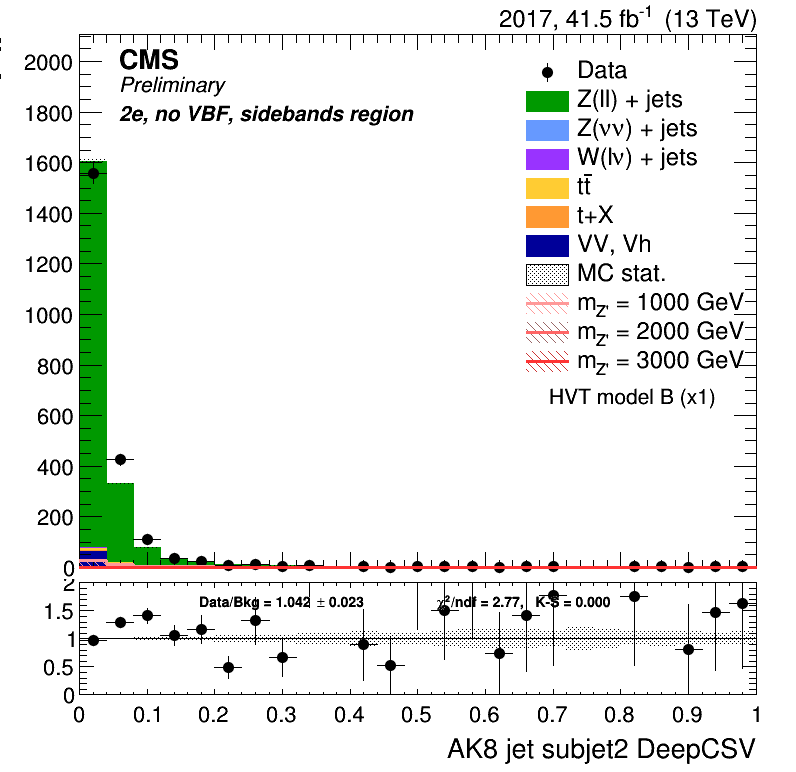 2017, 41.5 fb⁻¹ (13 TeV)
CMS
Preliminary
2e, no VBF, sidebands region
Data
Z(ll) + jets
Z(νν) + jets
W(lν) + jets
tt̄
t+X
VV, Vh
MC stat.
m_Z' = 1000 GeV
m_Z' = 2000 GeV
m_Z' = 3000 GeV
HVT model B (x1)
2000
1800
1600
1400
1200
1000
800
600
400
200
0
Data/Bkg = 1.042 ± 0.023
χ²/ndf = 2.77, K-S = 0.000
2
1.5
1
0.5
0
0 0.1 0.2 0.3 0.4 0.5 0.6 0.7 0.8 0.9 1
AK8 jet subjet2 DeepCSV